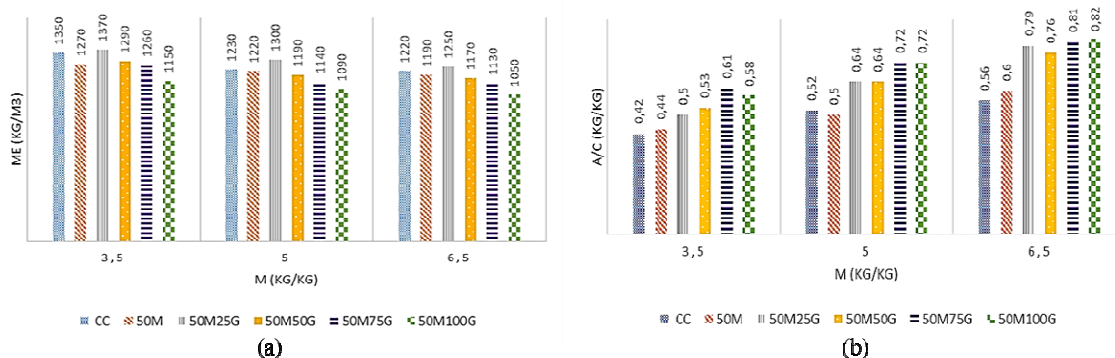 (a)
ME (KG/M3)
1350 1270 1370 1290 1260 1150
1230 1220 1300 1190 1140 1090
1220 1190 1250 1170 1130 1050
3,5 5 6,5
M (KG/KG)
CC 50M 50M25G 50M50G 50M75G 50M100G
(a)
(b)
A/C (KG/KG)
0,42 0,44 0,5 0,53 0,61 0,58
0,52 0,5 0,64 0,64 0,72 0,72
0,56 0,6 0,79 0,76 0,81 0,82
3,5 5 6,5
M (KG/KG)
CC 50M 50M25G 50M50G 50M75G 50M100G
(b)